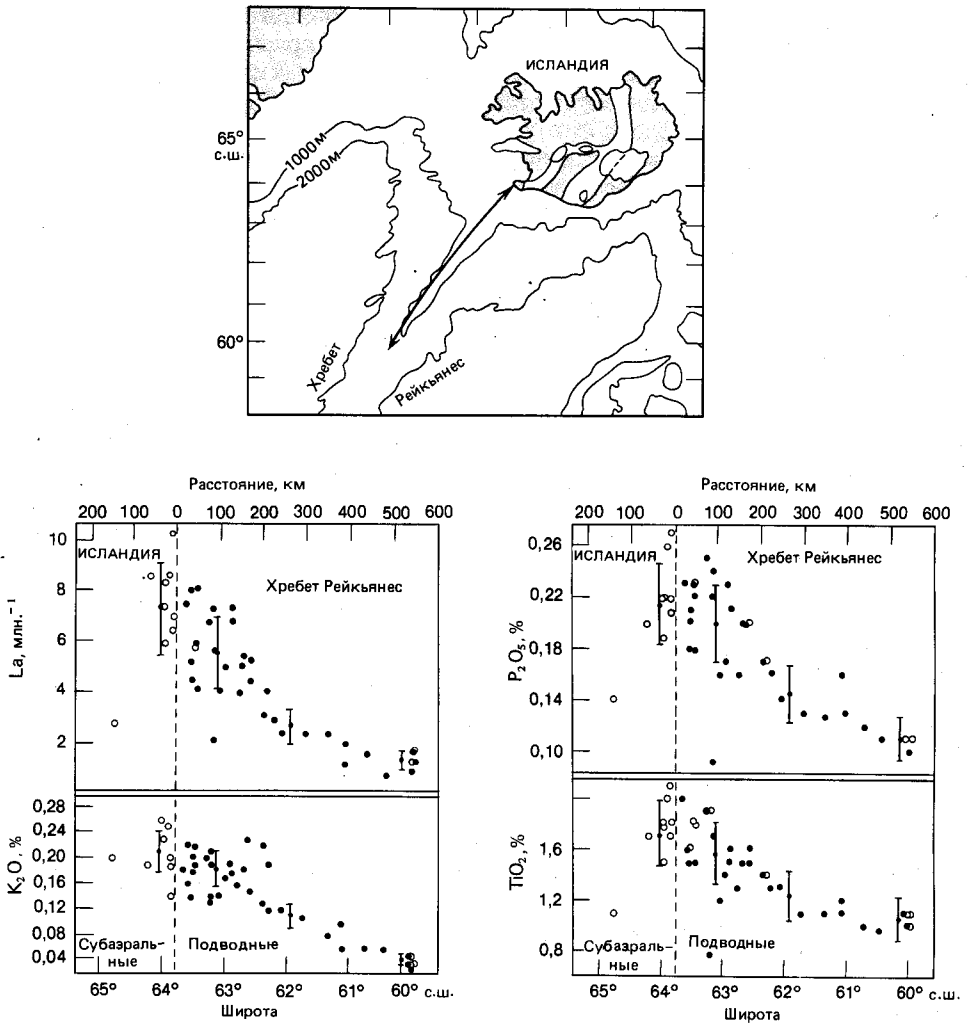 ИСЛАНДИЯ
65°
с.ш.
1000 м
2000 м
60°
Хребет
Рейкьянес
Расстояние, км
200 100 0 100 200 300 400 500 600
La, млн.⁻¹
10
8
6
4
2
ИСЛАНДИЯ
Хребет Рейкьянес
K₂O, %
0,28
0,24
0,20
0,16
0,12
0,08
0,04
Субаэраль-
ные
Подводные
65° 64° 63° 62° 61° 60° с.ш.
Широта
Расстояние, км
200 100 0 100 200 300 400 500 600
P₂O₅, %
0,26
0,22
0,18
0,14
0,10
ИСЛАНДИЯ
Хребет Рейкьянес
TiO₂, %
1,6
1,2
0,8
Субаэраль-
ные
Подводные
65° 64° 63° 62° 61° 60° с.ш.
Широта